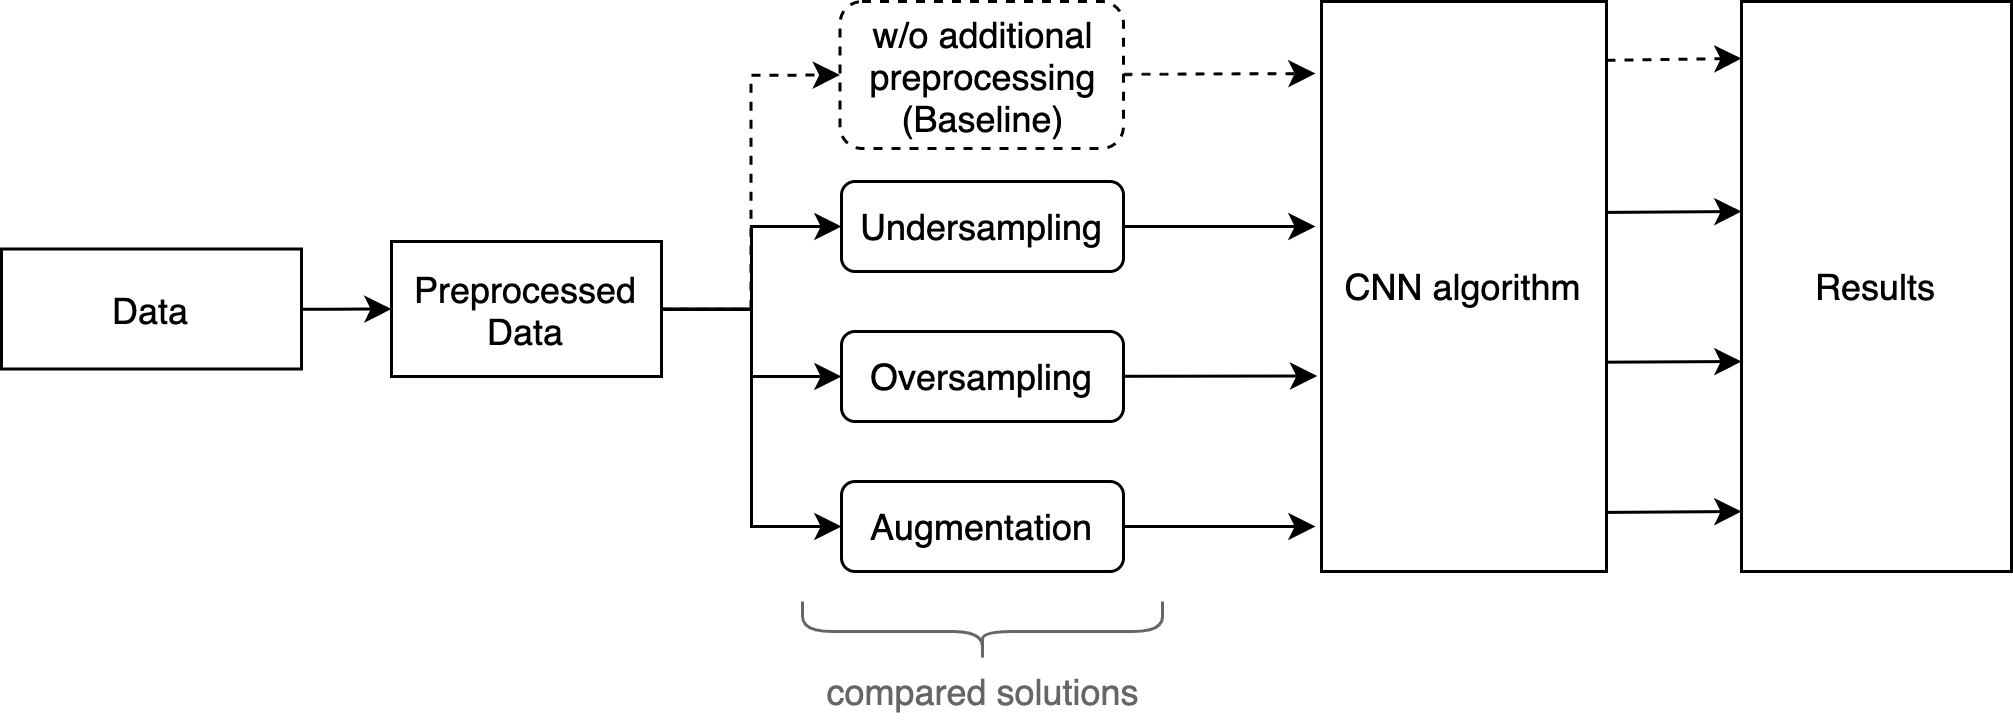 Data
Preprocessed
Data
w/o additional
preprocessing
(Baseline)
Undersampling
Oversampling
Augmentation
compared solutions
CNN algorithm
Results